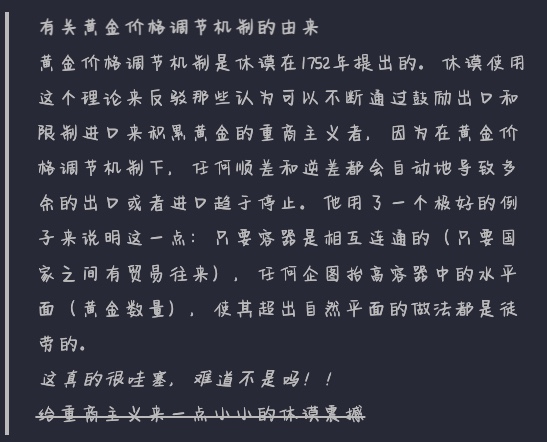 有关黄金价格调节机制的由来
黄金价格调节机制是休谟在1752年提出的。休谟使用
这个理论来反驳那些认为可以不断通过鼓励出口和
限制进口来积累黄金的重商主义者，因为在黄金价
格调节机制下，任何顺差和逆差都会自动地导致多
余的出口或者进口趋于停止。他用了一个极好的例
子来说明这一点：只要容器是相互连通的（只要国
家之间有贸易往来），任何企图抬高容器中的水平
面（黄金数量），使其超出自然平面的做法都是徒
劳的。
这真的很哇塞，难道不是吗！！
给重商主义来一点小小的休谟震撼